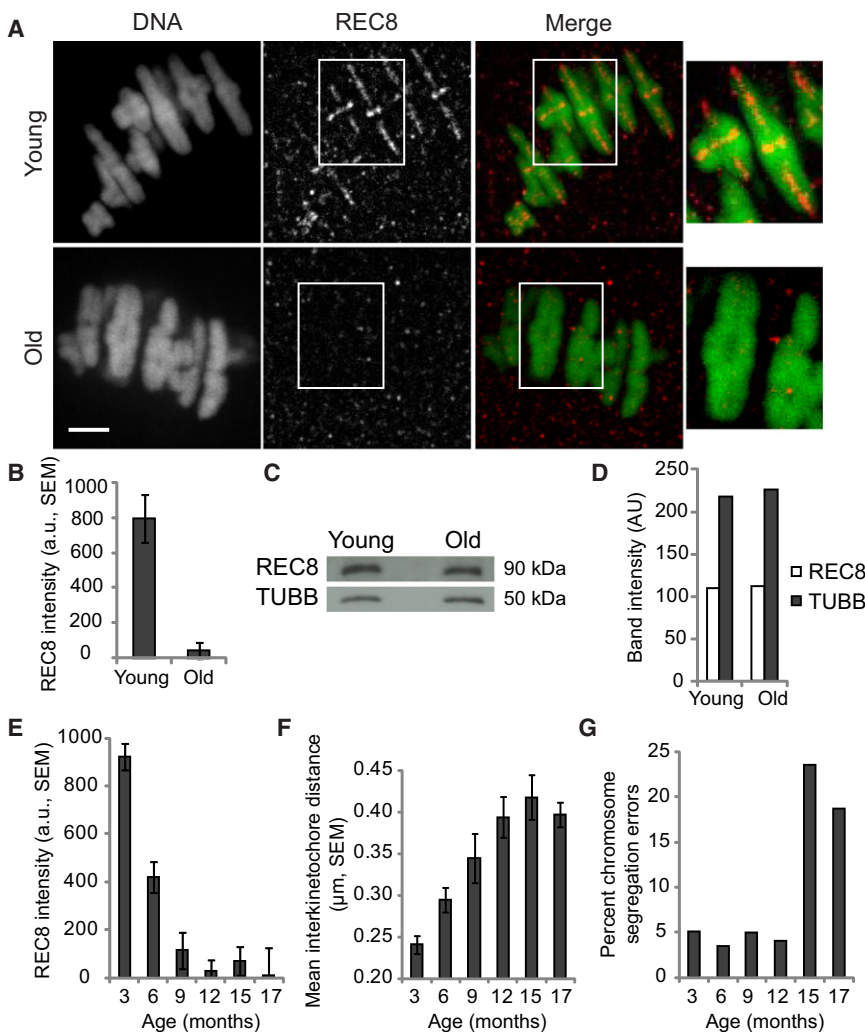 A
DNA
REC8
Merge
Young
Old
B
REC8 intensity (a.u., SEM)
1000
800
600
400
200
0
Young Old
C
Young Old
REC8 90 kDa
TUBB 50 kDa
D
Band intensity (AU)
250
200
150
100
50
0
Young Old
REC8
TUBB
E
REC8 intensity (a.u., SEM)
1000
800
600
400
200
0
3 6 9 12 15 17
Age (months)
F
Mean interkinetochore distance
(µm, SEM)
0.45
0.40
0.35
0.30
0.25
0.20
3 6 9 12 15 17
Age (months)
G
Percent chromosome
segregation errors
25
20
15
10
5
0
3 6 9 12 15 17
Age (months)